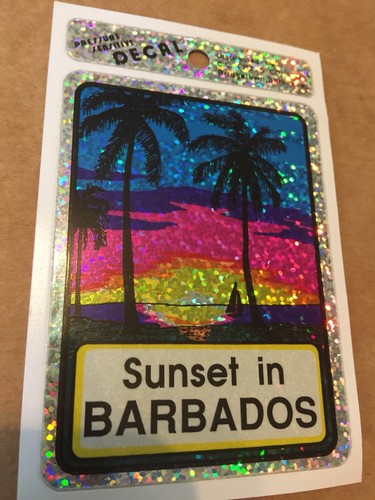 PRESSURE
SENSITIVE
DECAL
Sunset in
BARBADOS